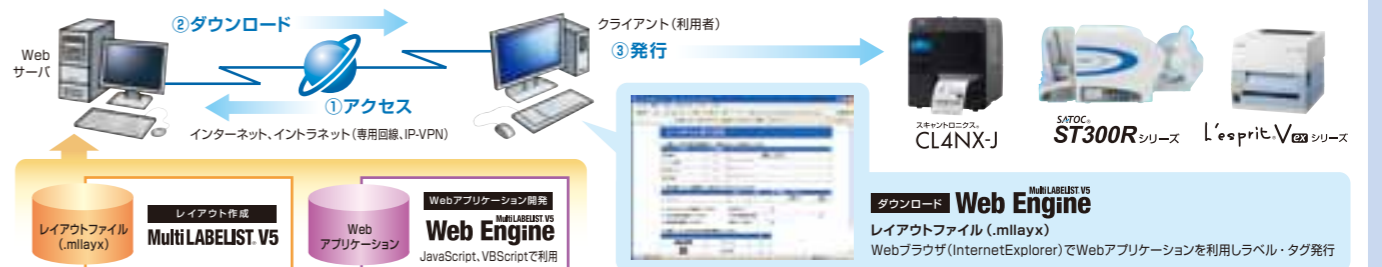 ②ダウンロード
クライアント(利用者)
③発行
Web
サーバ
①アクセス
インターネット、イントラネット(専用回線、IP-VPN)
スキャントロニクス®
CL4NX-J
SATOC®
ST300Rシリーズ
L'esprit®V exシリーズ
レイアウトファイル
(.mllayx)
レイアウト作成
Multi LABELIST® V5
Web
アプリケーション
Webアプリケーション開発
Multi LABELIST V5
Web Engine
JavaScript、VBScriptで利用
ダウンロード
Multi LABELIST V5
Web Engine
レイアウトファイル(.mllayx)
Webブラウザ(InternetExplorer)でWebアプリケーションを利用しラベル・タグ発行